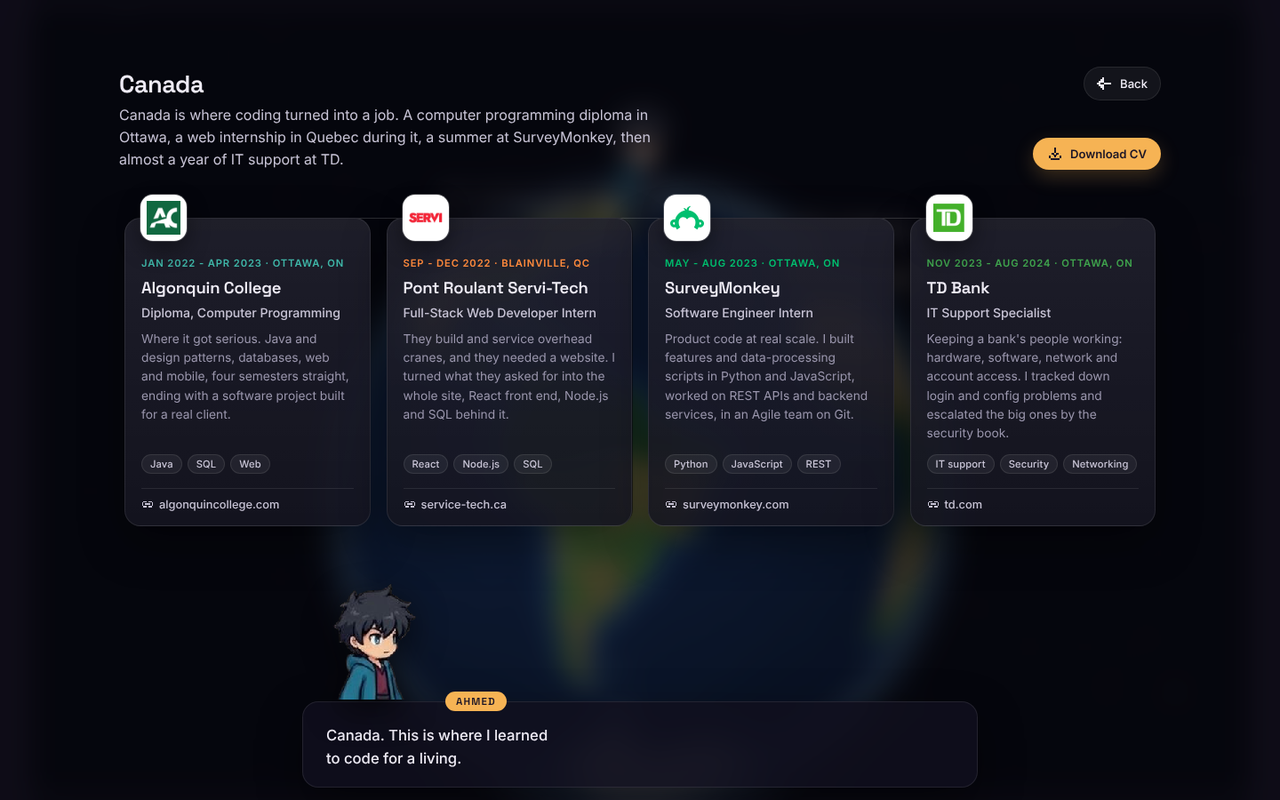 Canada
Back
Canada is where coding turned into a job. A computer programming diploma in
Ottawa, a web internship in Quebec during it, a summer at SurveyMonkey, then
almost a year of IT support at TD.
Download CV
AC
JAN 2022 - APR 2023 · OTTAWA, ON
Algonquin College
Diploma, Computer Programming
Where it got serious. Java and
design patterns, databases, web
and mobile, four semesters straight,
ending with a software project built
for a real client.
Java
SQL
Web
algonquincollege.com
SERVI
SEP - DEC 2022 · BLAINVILLE, QC
Pont Roulant Servi-Tech
Full-Stack Web Developer Intern
They build and service overhead
cranes, and they needed a website. I
turned what they asked for into the
whole site, React front end, Node.js
and SQL behind it.
React
Node.js
SQL
service-tech.ca
MAY - AUG 2023 · OTTAWA, ON
SurveyMonkey
Software Engineer Intern
Product code at real scale. I built
features and data-processing
scripts in Python and JavaScript,
worked on REST APIs and backend
services, in an Agile team on Git.
Python
JavaScript
REST
surveymonkey.com
TD
NOV 2023 - AUG 2024 · OTTAWA, ON
TD Bank
IT Support Specialist
Keeping a bank's people working:
hardware, software, network and
account access. I tracked down
login and config problems and
escalated the big ones by the
security book.
IT support
Security
Networking
td.com
AHMED
Canada. This is where I learned
to code for a living.